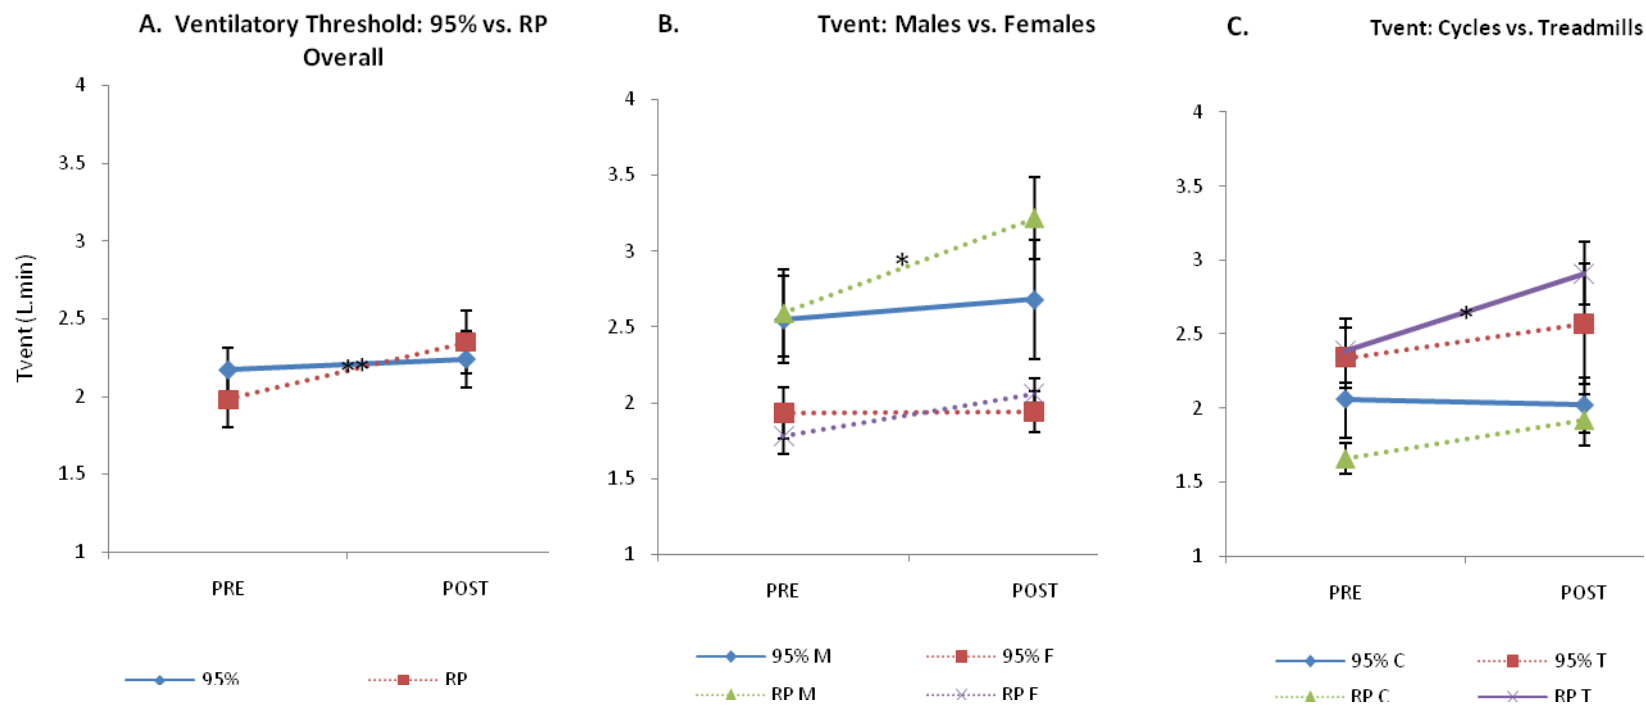 A. Ventilatory Threshold: 95% vs. RP
Overall
4
3.5
3
2.5
2
1.5
1
Tvent (L.min)
**
PRE
POST
95%
RP
B.
Tvent: Males vs. Females
4
3.5
3
2.5
2
1.5
1
*
PRE
POST
95% M
95% F
RP M
RP F
C.
Tvent: Cycles vs. Treadmills
4
3.5
3
2.5
2
1.5
1
*
PRE
POST
95% C
95% T
RP C
RP T